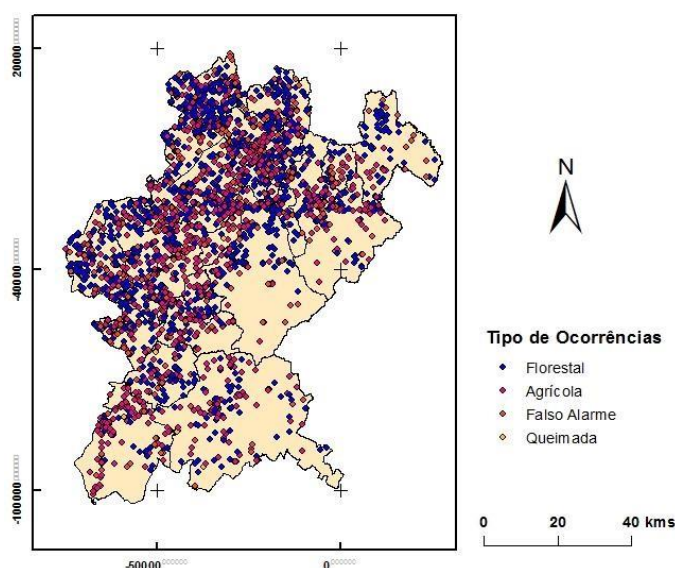 20000
N
-40000
Tipo de Ocorrências
Florestal
Agrícola
Falso Alarme
Queimada
-100000
0 20 40 kms
-50000 0